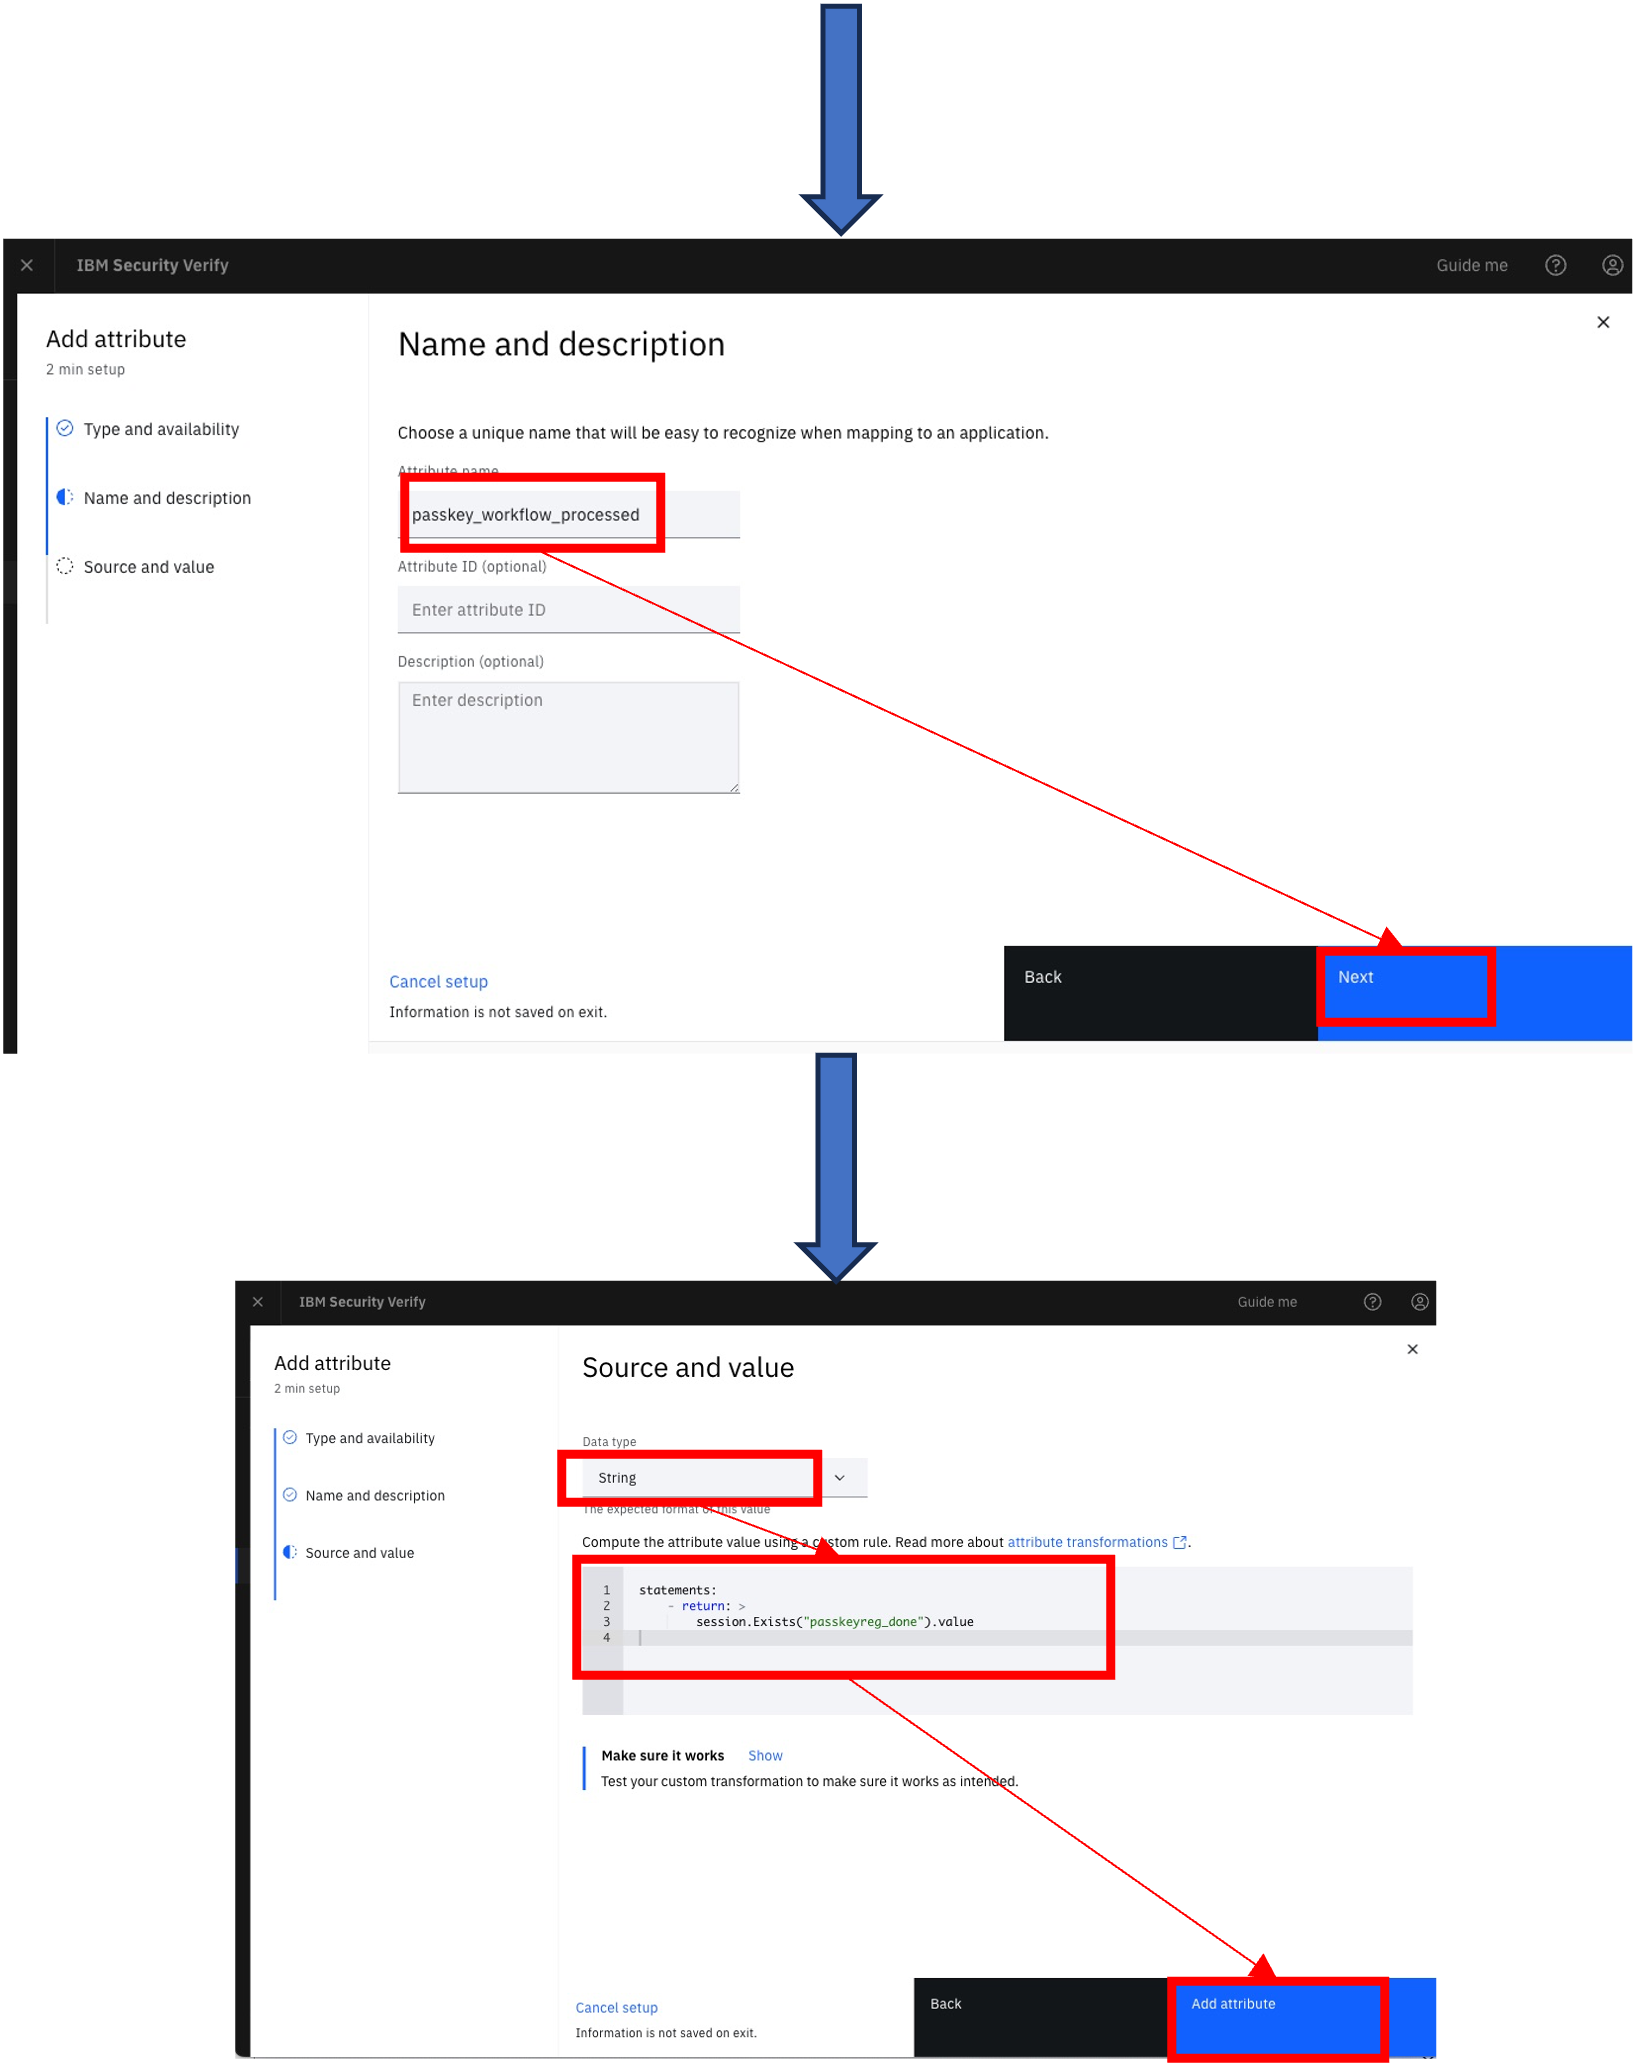 IBM Security Verify
Guide me
Add attribute
2 min setup
Type and availability
Name and description
Source and value
Name and description
Choose a unique name that will be easy to recognize when mapping to an application.
Attribute name
passkey_workflow_processed
Attribute ID (optional)
Enter attribute ID
Description (optional)
Enter description
Cancel setup
Information is not saved on exit.
Back
Next
IBM Security Verify
Guide me
Add attribute
2 min setup
Type and availability
Name and description
Source and value
Source and value
Data type
String
The expected format of this value
Compute the attribute value using a custom rule. Read more about attribute transformations.
1 statements:
2 - return: >
3 session.Exists("passkeyreg_done").value
4
Make sure it works Show
Test your custom transformation to make sure it works as intended.
Cancel setup
Information is not saved on exit.
Back
Add attribute